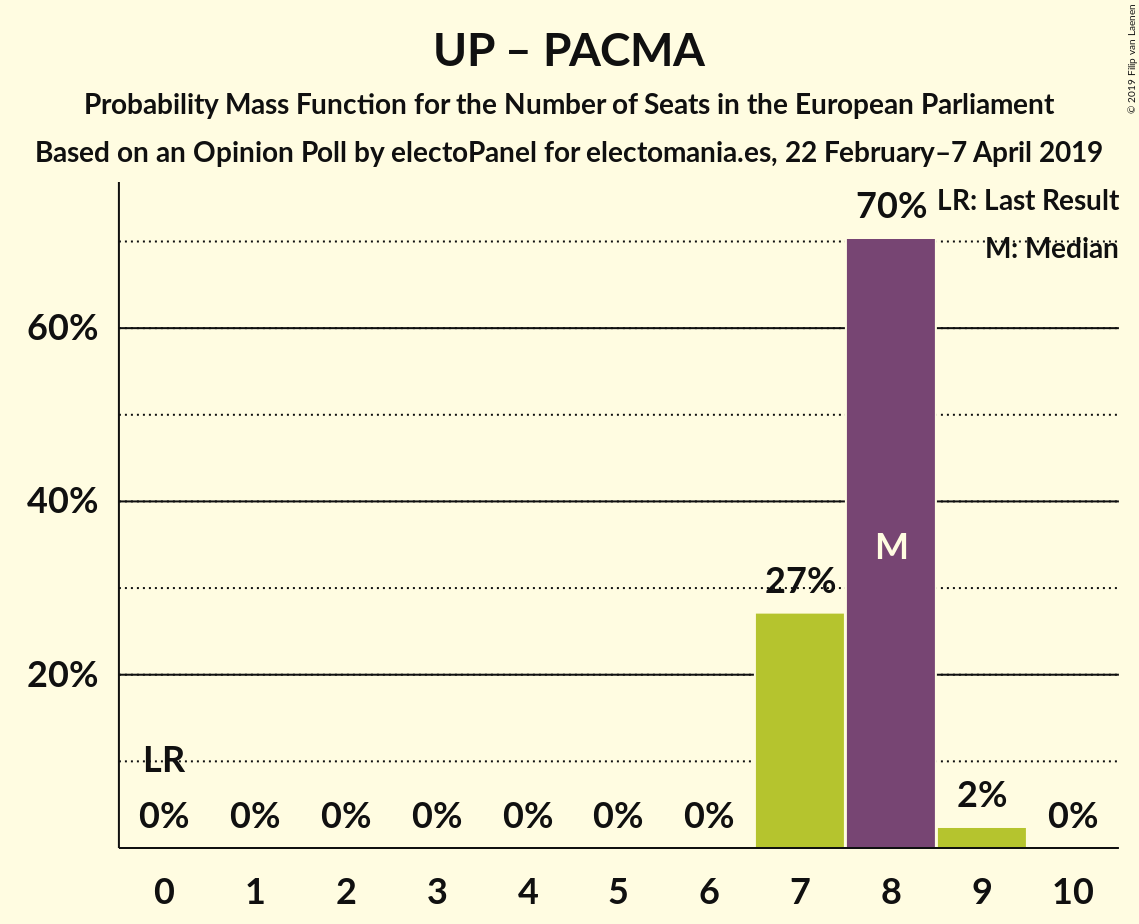 UP – PACMA
Probability Mass Function for the Number of Seats in the European Parliament
Based on an Opinion Poll by electoPanel for electomania.es, 22 February–7 April 2019
© 2019 Filip van Laenen
LR: Last Result
M: Median
70%
60%
40%
20%
27%
M
LR
2%
0% 0% 0% 0% 0% 0% 0% 0%
0 1 2 3 4 5 6 7 8 9 10